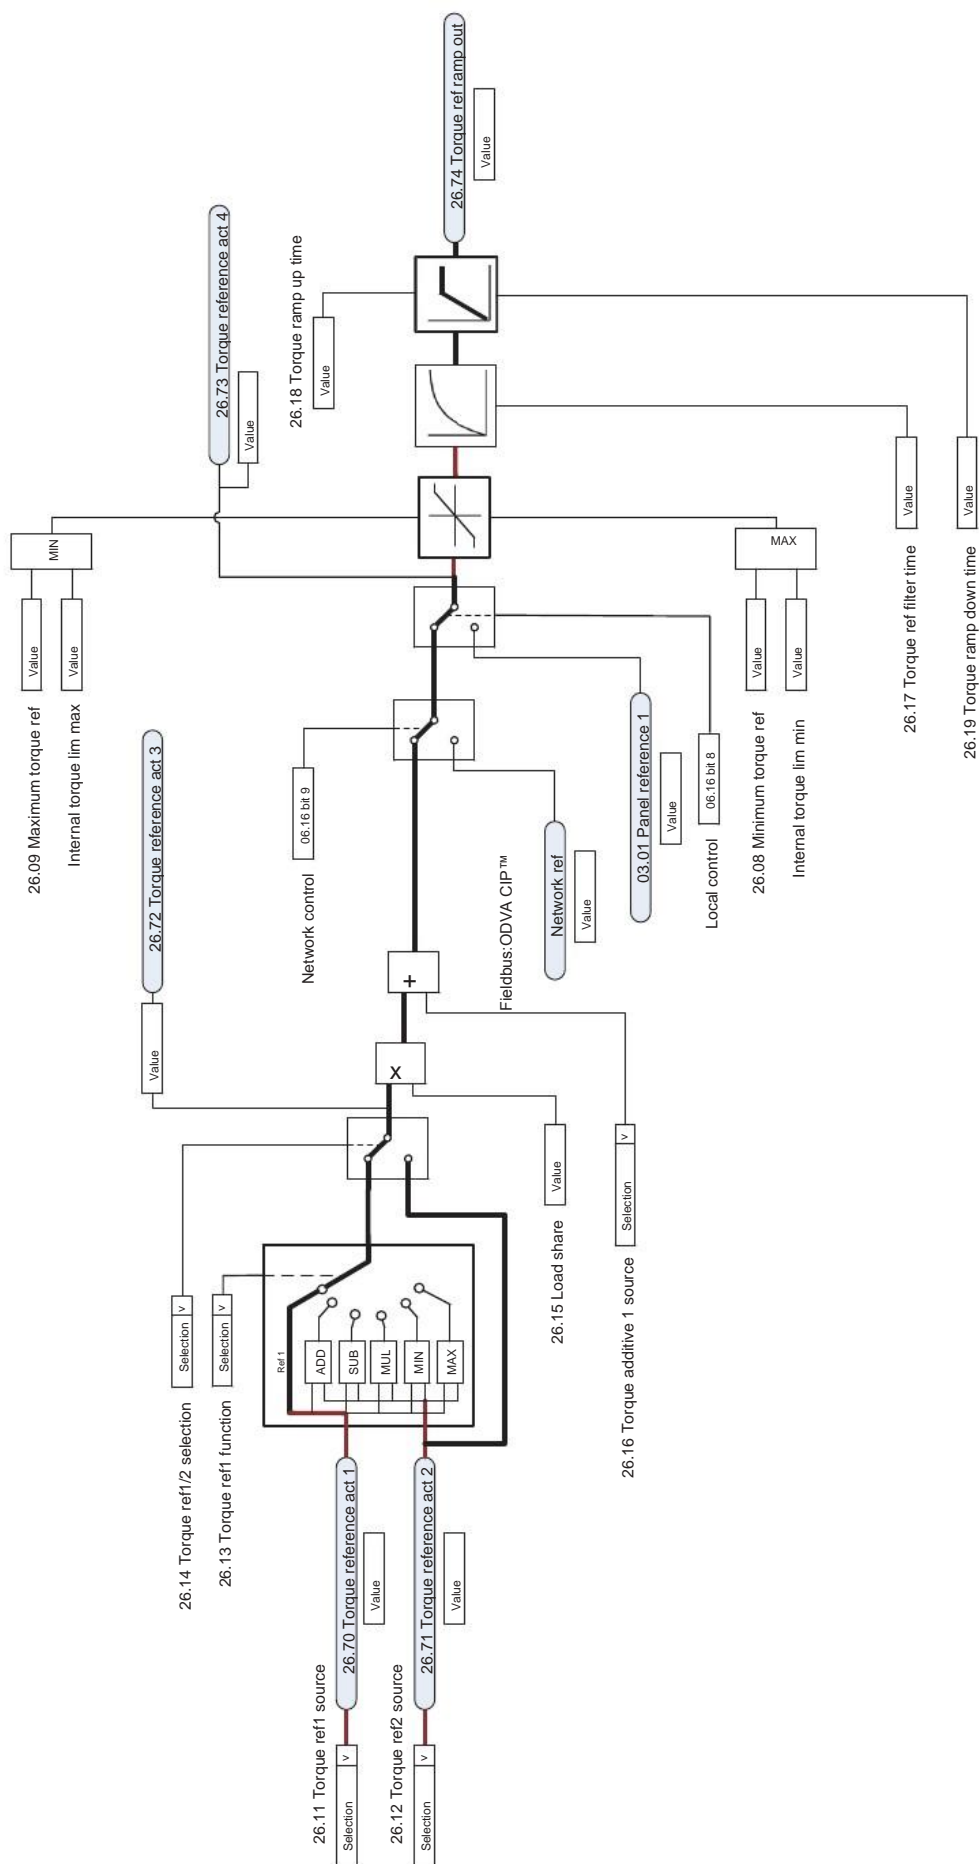 26.74 Torque ref ramp out
Value
26.73 Torque reference act 4
Value
26.18 Torque ramp up time
Value
MIN
Value
Value
26.09 Maximum torque ref
Internal torque lim max
MAX
Value
Value
26.08 Minimum torque ref
Internal torque lim min
Value
26.17 Torque ref filter time
Value
26.19 Torque ramp down time
26.72 Torque reference act 3
Value
06.16 bit 9
Network control
03.01 Panel reference 1
Value
06.16 bit 8
Local control
Network ref
Value
Fieldbus:ODVA CIP™
+
X
Value
26.15 Load share
v
Selection
26.16 Torque additive 1 source
v
Selection
26.14 Torque ref1/2 selection
v
Selection
26.13 Torque ref1 function
Ref 1
ADD
SUB
MUL
MIN
MAX
26.70 Torque reference act 1
Value
26.71 Torque reference act 2
Value
26.11 Torque ref1 source
v
Selection
26.12 Torque ref2 source
v
Selection